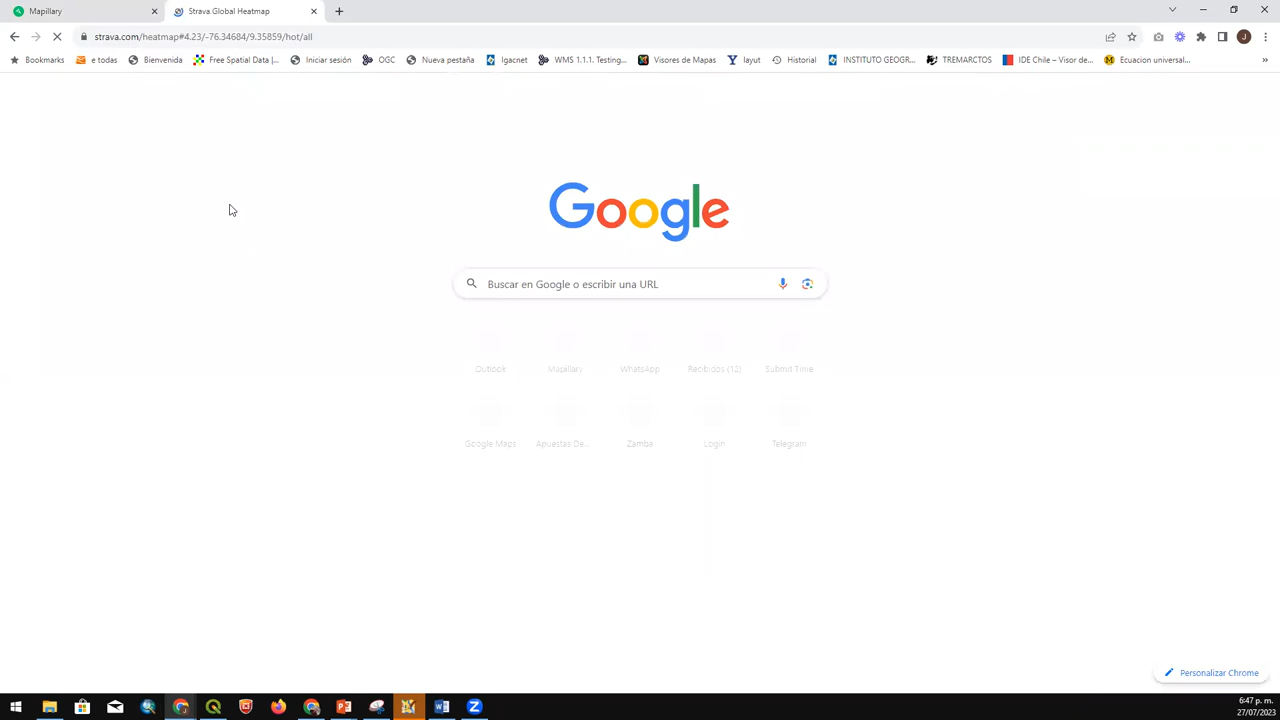 Mapillary
Strava Global Heatmap
strava.com/heatmap#4.23/-76.34684/9.35859/hot/all
J
Bookmarks
e todas
Bienvenida
Free Spatial Data |...
Iniciar sesión
OGC
Nueva pestaña
Igacnet
WMS 1.1.1. Testing...
Visores de Mapas
layut
Historial
INSTITUTO GEOGR...
TREMARCTOS
IDE Chile – Visor de...
Ecuacion universal...
»
Google
Buscar en Google o escribir una URL
Outlook
Mapillary
WhatsApp
Recibidos (12)
Submit Time
Google Maps
Apuestas De...
Zamba
Login
Telegram
Personalizar Chrome
6:47 p. m.
27/07/2023